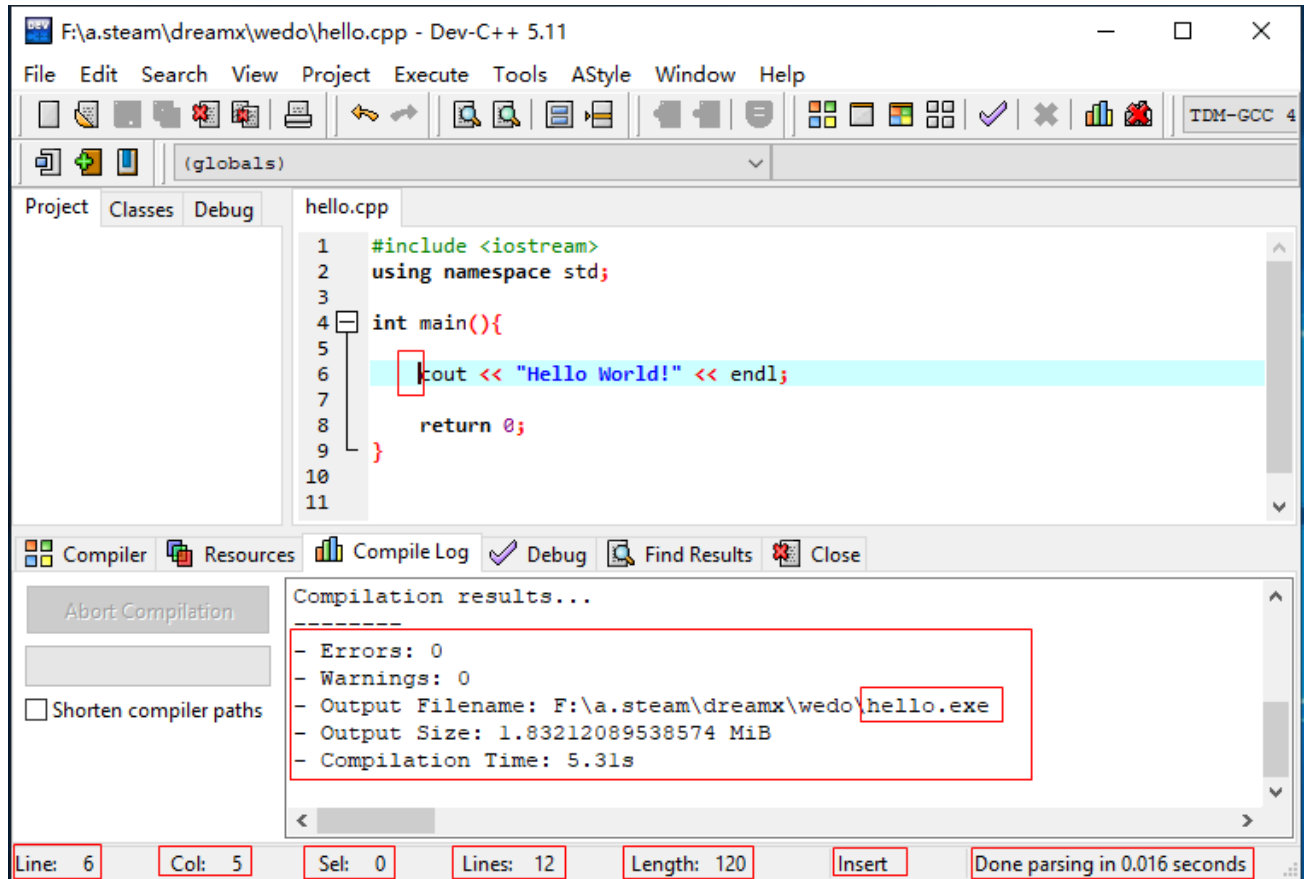 F:\a.steam\dreamx\wedo\hello.cpp - Dev-C++ 5.11
File Edit Search View Project Execute Tools AStyle Window Help
TDM-GCC 4
(globals)
Project Classes Debug
hello.cpp
1 #include <iostream>
2 using namespace std;
3
4 int main(){
5
6 cout << "Hello World!" << endl;
7
8 return 0;
9 }
10
11
Compiler Resources Compile Log Debug Find Results Close
Abort Compilation
Shorten compiler paths
Compilation results...
--------
- Errors: 0
- Warnings: 0
- Output Filename: F:\a.steam\dreamx\wedo\hello.exe
- Output Size: 1.83212089538574 MiB
- Compilation Time: 5.31s
Line: 6 Col: 5 Sel: 0 Lines: 12 Length: 120 Insert Done parsing in 0.016 seconds